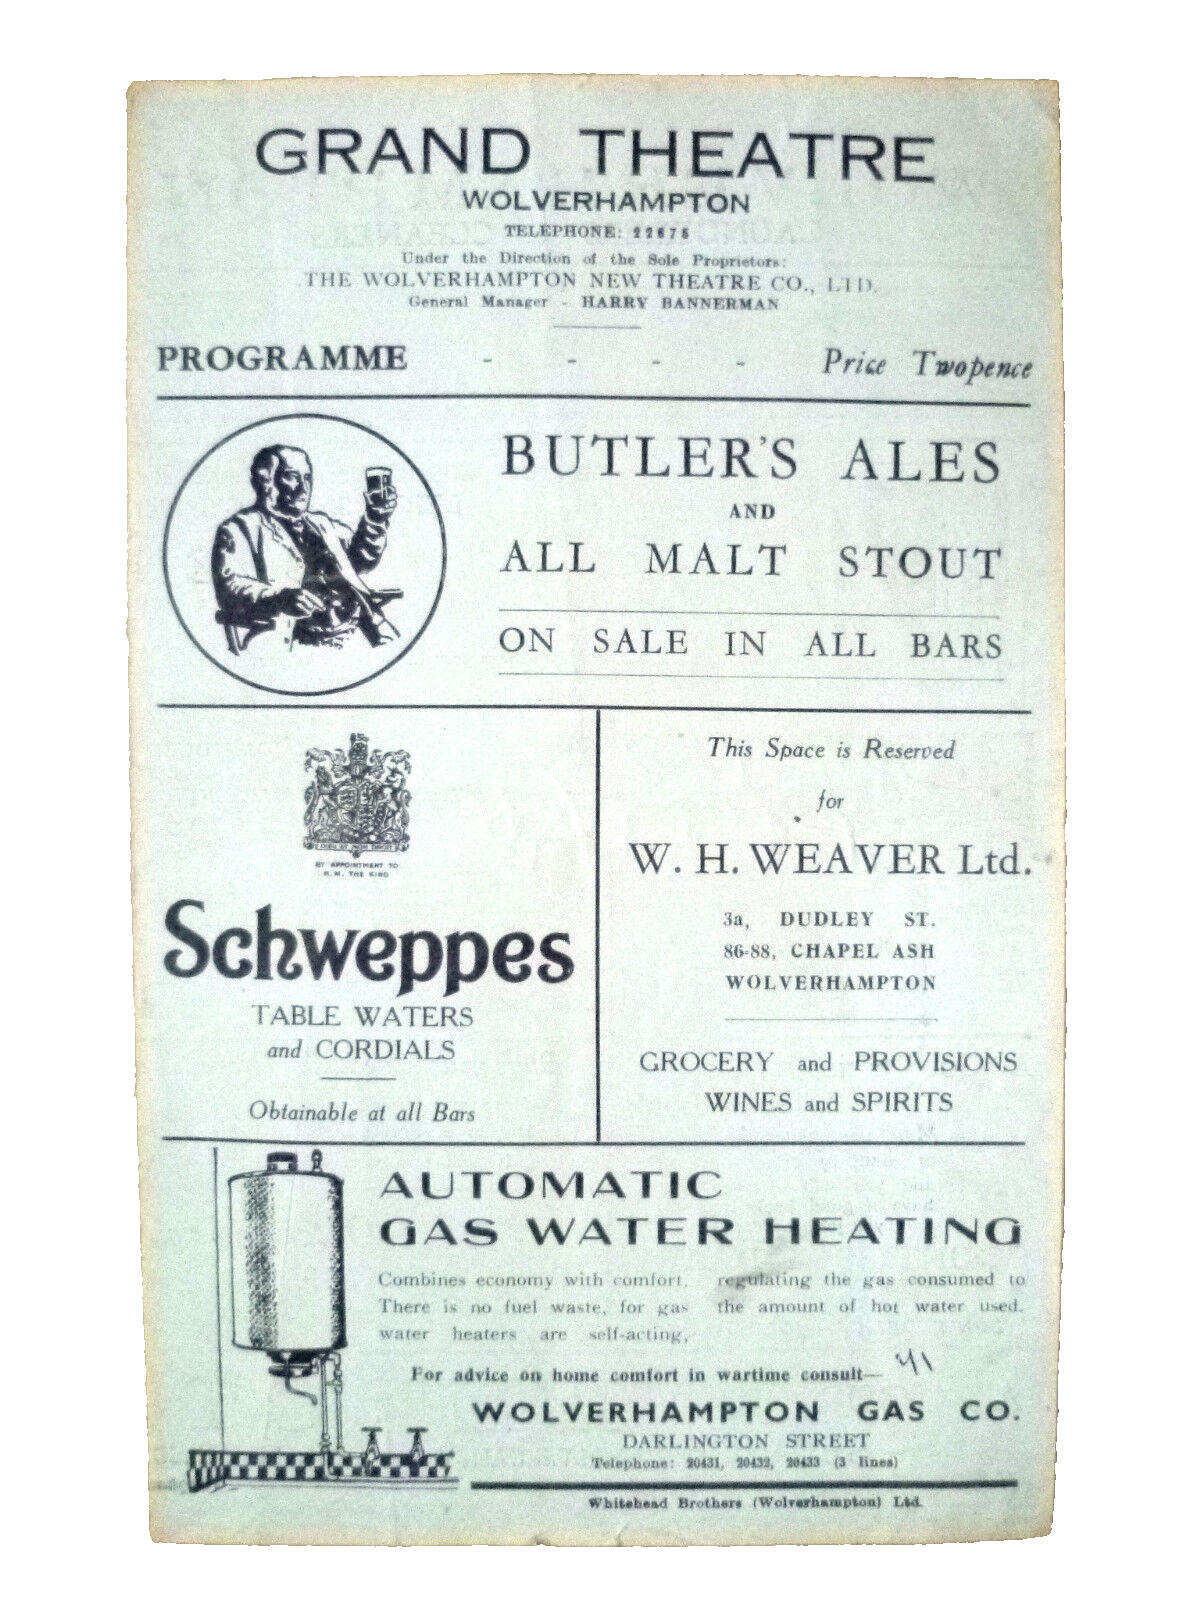 GRAND THEATRE
WOLVERHAMPTON
TELEPHONE: 22675
Under the Direction of the Sole Proprietors:
THE WOLVERHAMPTON NEW THEATRE CO., LTD.
General Manager - HARRY BANNERMAN
PROGRAMME - - - - Price Twopence
BUTLER'S ALES
AND
ALL MALT STOUT
ON SALE IN ALL BARS
DIEU ET MON DROIT
BY APPOINTMENT TO
H.M. THE KING
Schweppes
TABLE WATERS
and CORDIALS
Obtainable at all Bars
This Space is Reserved
for
W. H. WEAVER Ltd.
3a, DUDLEY ST.
86-88, CHAPEL ASH
WOLVERHAMPTON
GROCERY and PROVISIONS
WINES and SPIRITS
AUTOMATIC
GAS WATER HEATING
Combines economy with comfort.
There is no fuel waste, for gas
water heaters are self-acting,
regulating the gas consumed to
the amount of hot water used.
For advice on home comfort in wartime consult—
'41
WOLVERHAMPTON GAS CO.
DARLINGTON STREET
Telephone: 20431, 20432, 20433 (3 lines)
Whitehead Brothers (Wolverhampton) Ltd.